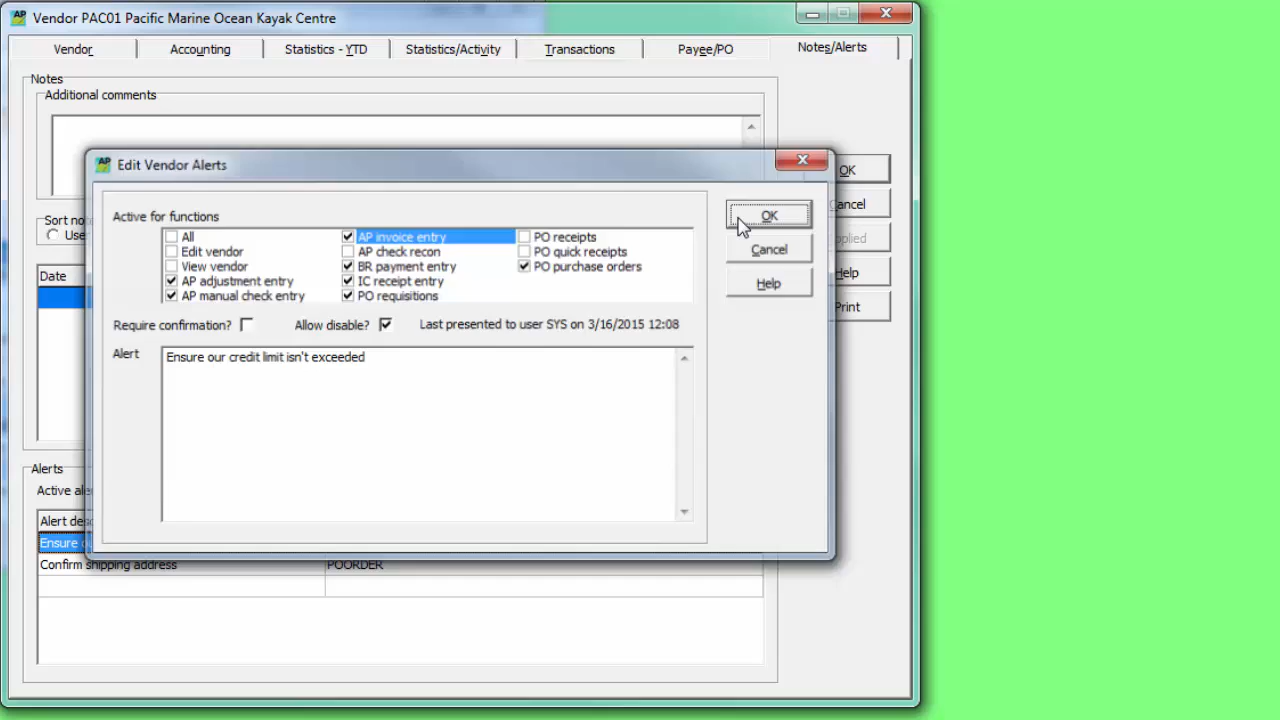 Vendor PAC01 Pacific Marine Ocean Kayak Centre
Vendor Accounting Statistics - YTD Statistics/Activity Transactions Payee/PO Notes/Alerts
Notes
Additional comments
Edit Vendor Alerts
OK
Cancel
Help
Print
Sort
Date
Active for functions
All
Edit vendor
View vendor
AP adjustment entry
AP manual check entry
AP invoice entry
AP check recon
BR payment entry
IC receipt entry
PO requisitions
PO receipts
PO quick receipts
PO purchase orders
OK
Cancel
Help
Require confirmation? Allow disable? Last presented to user SYS on 3/16/2015 12:08
Alert
Ensure our credit limit isn't exceeded
Alerts
Active
Alert
Ensure
Confirm shipping address POORDER